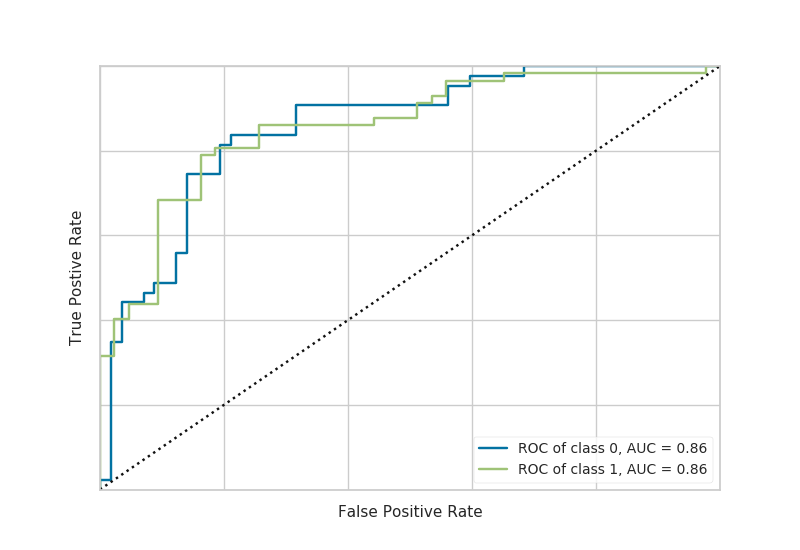 True Postive Rate
ROC of class 0, AUC = 0.86
ROC of class 1, AUC = 0.86
False Positive Rate